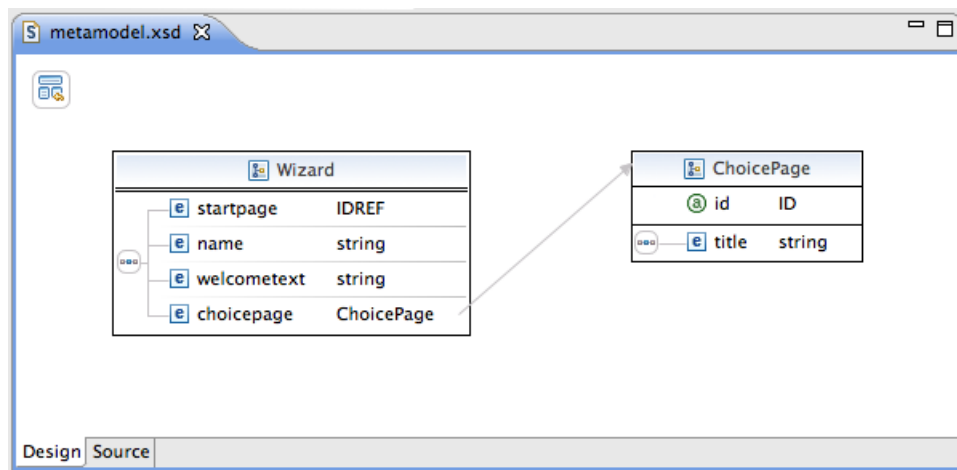 S metamodel.xsd
Wizard
e startpage IDREF
e name string
e welcometext string
e choicepage ChoicePage
ChoicePage
a id ID
e title string
Design Source